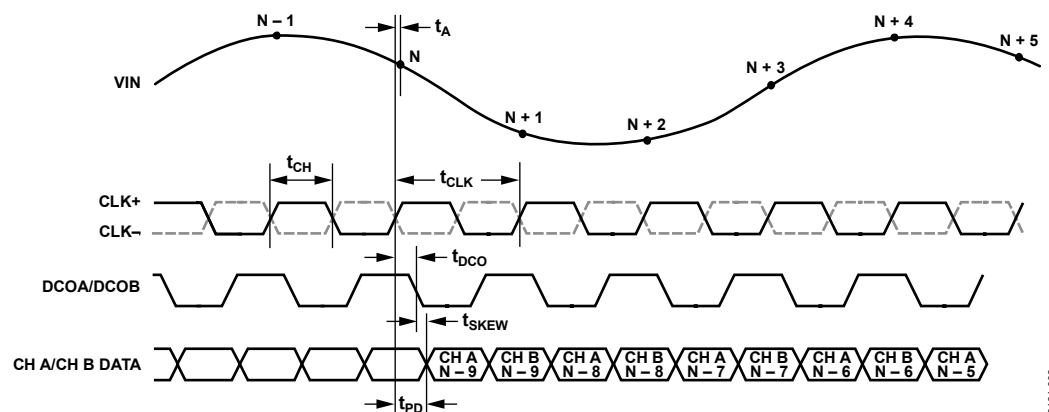 N – 1
tA
N
N + 1
N + 2
N + 3
N + 4
N + 5
VIN
tCH
tCLK
CLK+
CLK–
tDCO
DCOA/DCOB
tSKEW
CH A/CH B DATA
CH A N – 9
CH B N – 9
CH A N – 8
CH B N – 8
CH A N – 7
CH B N – 7
CH A N – 6
CH B N – 6
CH A N – 5
tPD